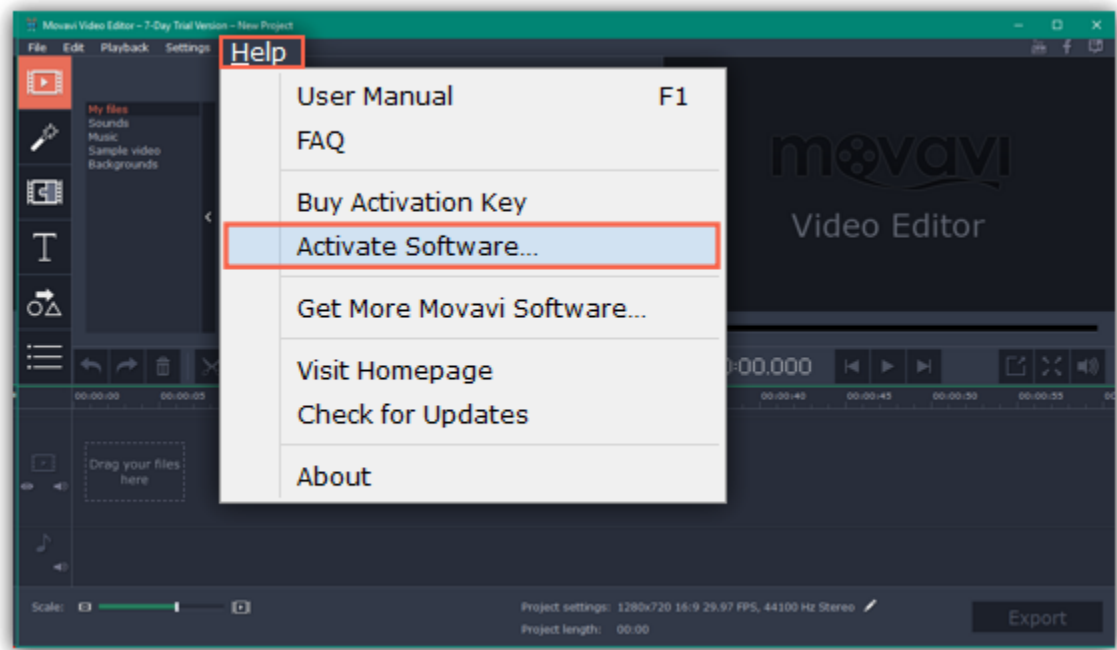 Movavi Video Editor – 7-Day Trial Version – New Project
File Edit Playback Settings Help
User Manual F1
FAQ
Buy Activation Key
Activate Software...
Get More Movavi Software...
Visit Homepage
Check for Updates
About
My files
Sounds
Music
Sample video
Backgrounds
movavi
Video Editor
T
:00.000
00:00:00 00:00:05 00:00:40 00:00:45 00:00:50 00:00:55
Drag your files
here
Scale:
Project settings: 1280x720 16:9 29.97 FPS, 44100 Hz Stereo
Project length: 00:00
Export